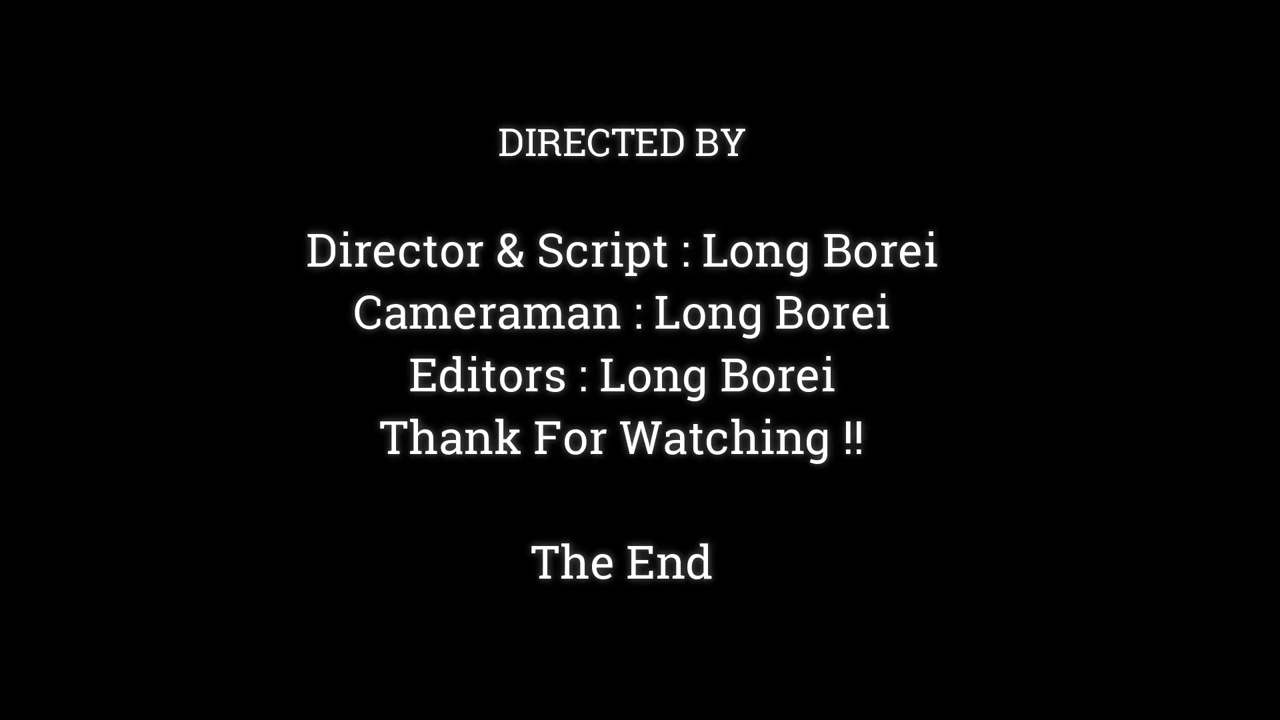 DIRECTED BY
Director & Script : Long Borei
Cameraman : Long Borei
Editors : Long Borei
Thank For Watching !!
The End